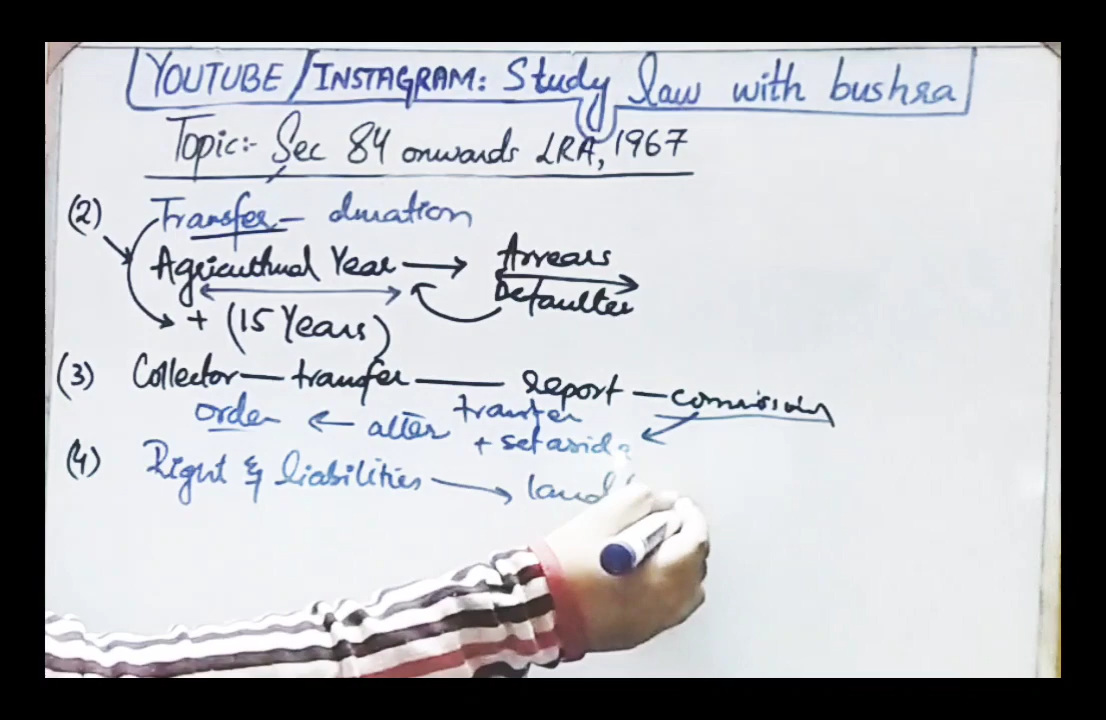 YOUTUBE/INSTAGRAM: Study law with bushra
Topic:- Sec 84 onwards LRA, 1967
(2) Transfer - duration
Agricultural Year → Arrears
Defaulter
+ (15 Years)
(3) Collector — transfer — report — commission
order ← alter transfer
+ set aside
(4) Right & liabilities → land